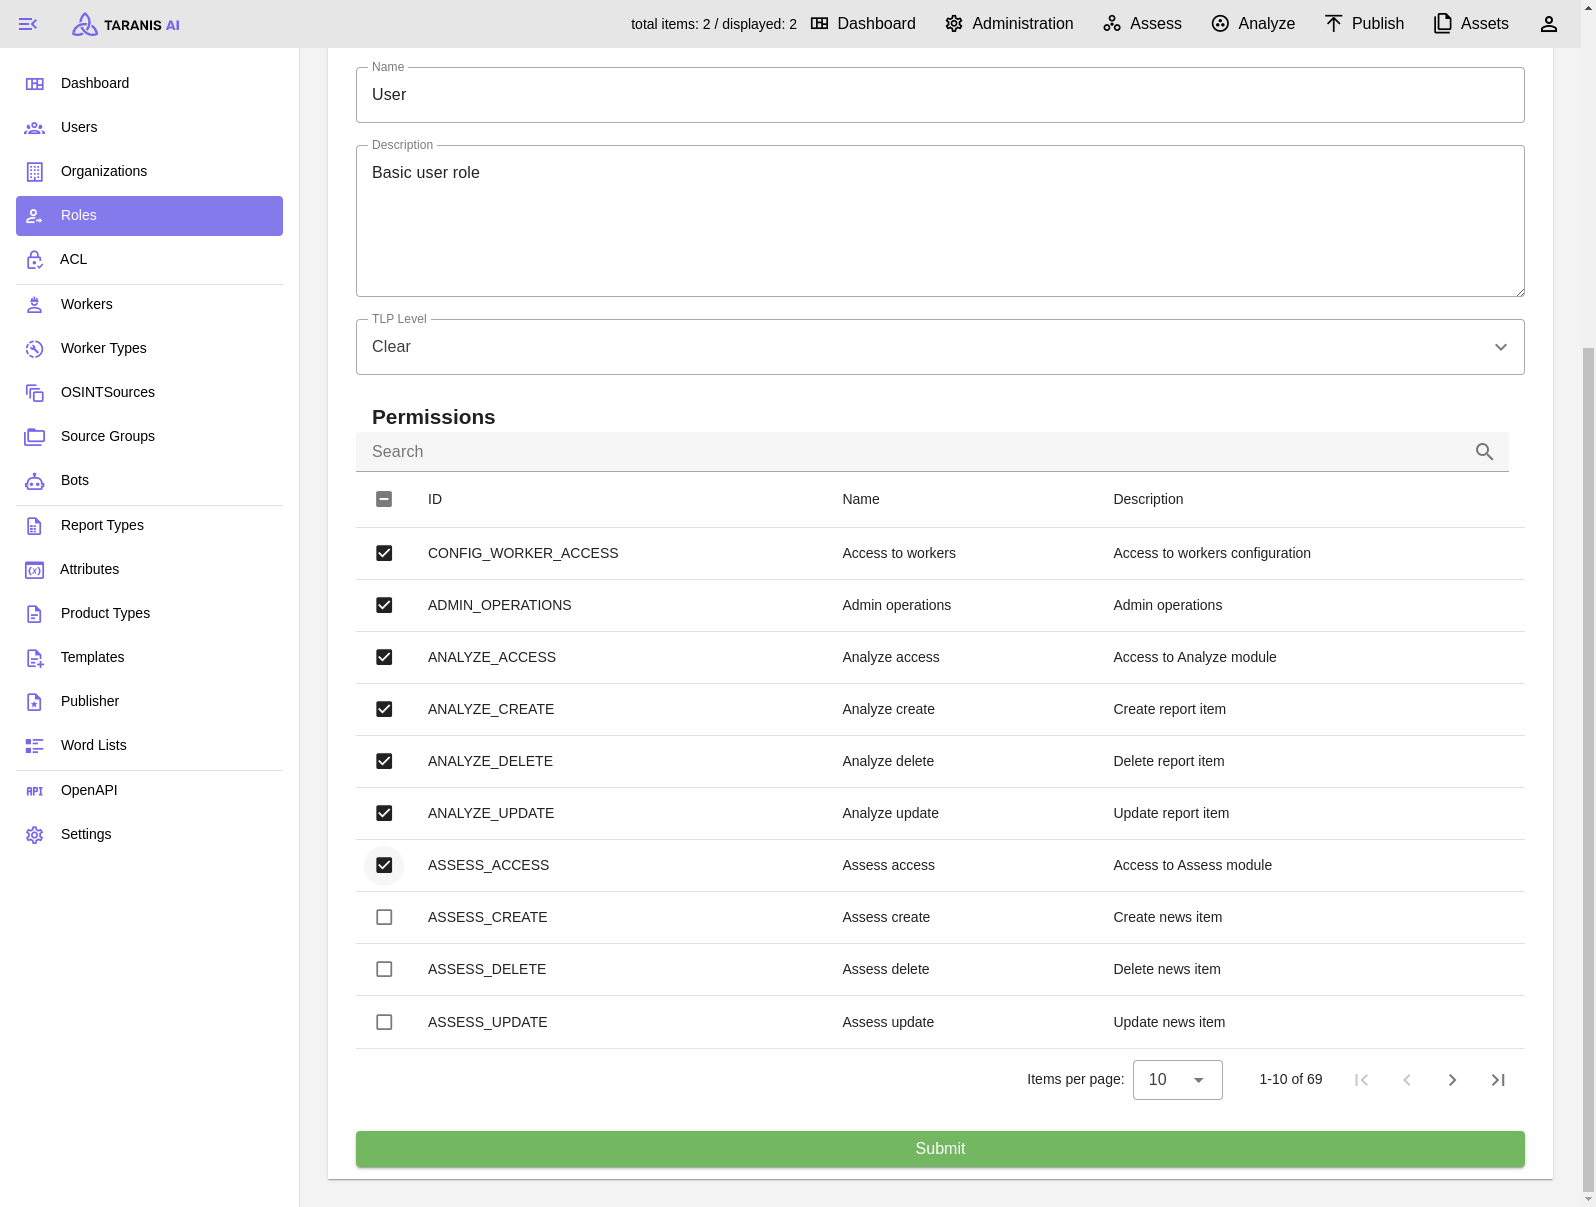 TARANIS AI
total items: 2 / displayed: 2
Dashboard
Administration
Assess
Analyze
Publish
Assets
Dashboard
Users
Organizations
Roles
ACL
Workers
Worker Types
OSINTSources
Source Groups
Bots
Report Types
Attributes
Product Types
Templates
Publisher
Word Lists
API OpenAPI
Settings
Name
User
Description
Basic user role
TLP Level
Clear
Permissions
Search
ID Name Description
CONFIG_WORKER_ACCESS Access to workers Access to workers configuration
ADMIN_OPERATIONS Admin operations Admin operations
ANALYZE_ACCESS Analyze access Access to Analyze module
ANALYZE_CREATE Analyze create Create report item
ANALYZE_DELETE Analyze delete Delete report item
ANALYZE_UPDATE Analyze update Update report item
ASSESS_ACCESS Assess access Access to Assess module
ASSESS_CREATE Assess create Create news item
ASSESS_DELETE Assess delete Delete news item
ASSESS_UPDATE Assess update Update news item
Items per page: 10 1-10 of 69
Submit